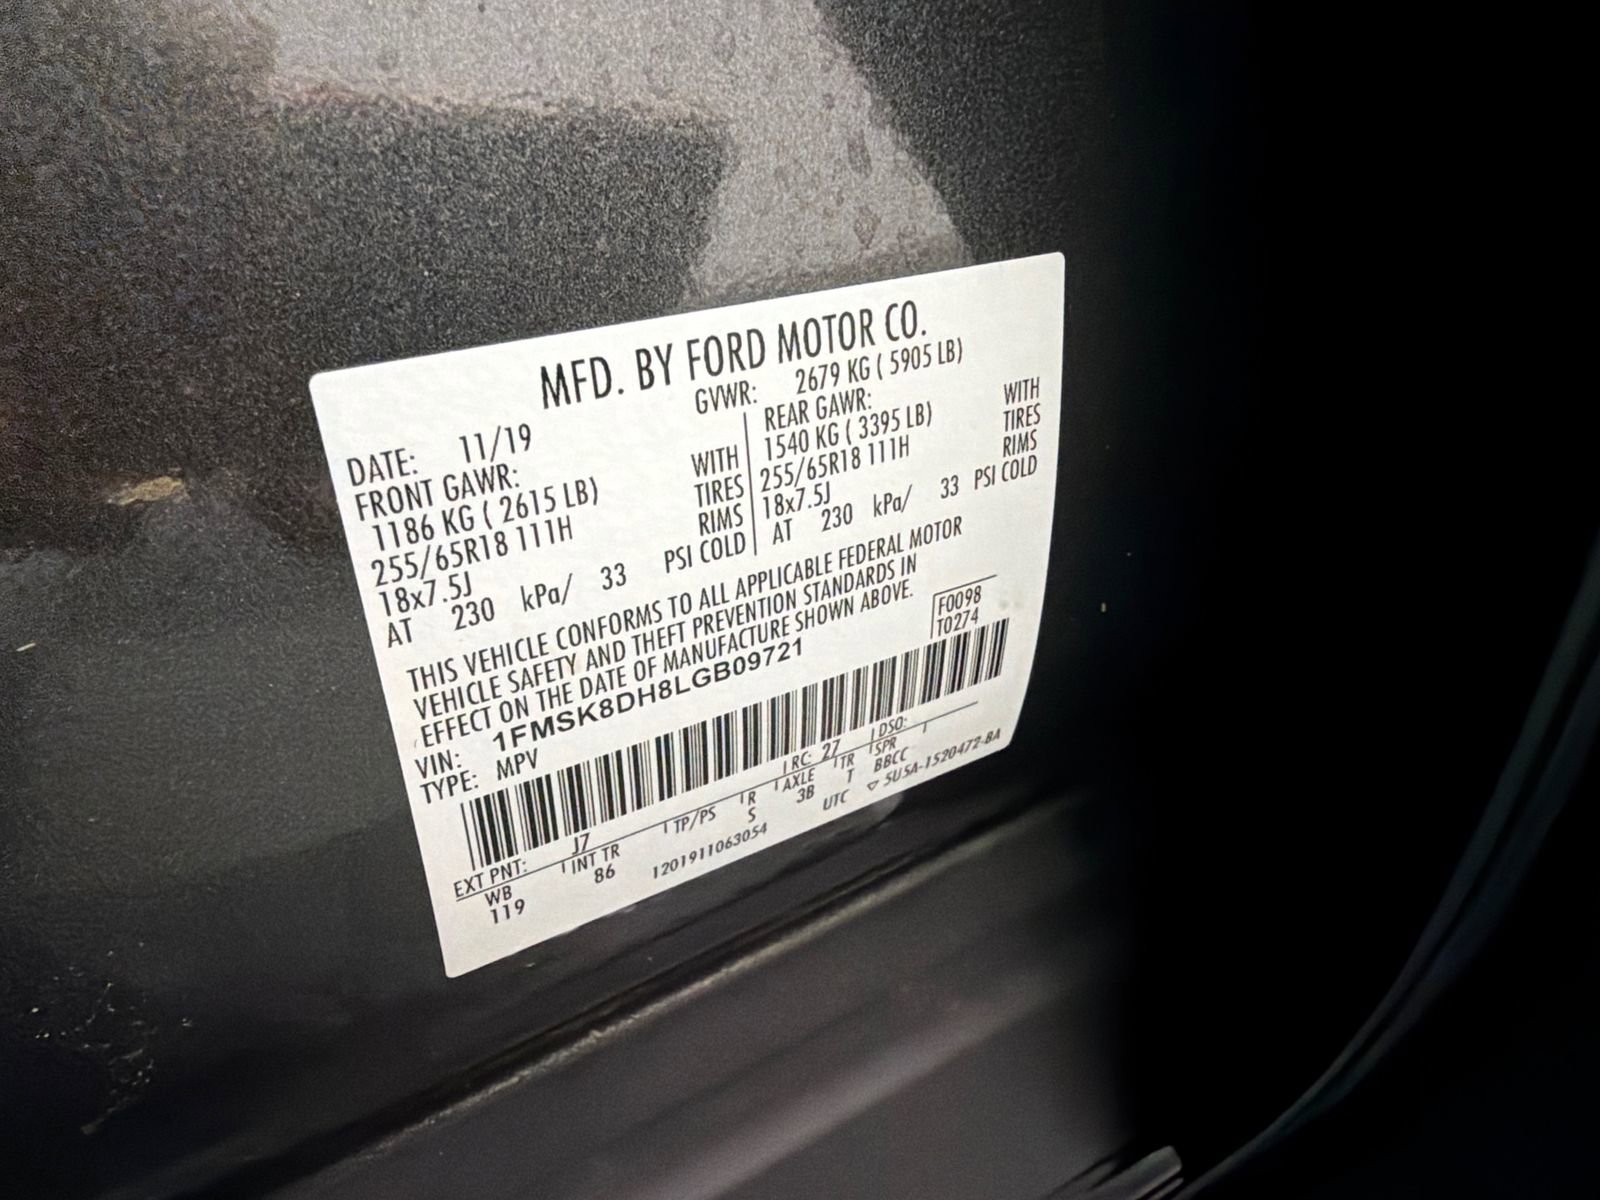 MFD. BY FORD MOTOR CO.
DATE: 11/19 GVWR: 2679 KG ( 5905 LB)
FRONT GAWR: REAR GAWR:
1186 KG ( 2615 LB) WITH 1540 KG ( 3395 LB) WITH
255/65R18 111H TIRES 255/65R18 111H TIRES
18x7.5J RIMS 18x7.5J RIMS
AT 230 kPa/ 33 PSI COLD AT 230 kPa/ 33 PSI COLD
THIS VEHICLE CONFORMS TO ALL APPLICABLE FEDERAL MOTOR
VEHICLE SAFETY AND THEFT PREVENTION STANDARDS IN
EFFECT ON THE DATE OF MANUFACTURE SHOWN ABOVE.
F0098
T0274
VIN: 1FMSK8DH8LGB09721
TYPE: MPV
EXT PNT: J7 RC: 27 DSO:
WB INT TR TP/PS R AXLE TR SPR
119 86 S 3B T BBCC
1201911063054 UTC ▽ 5U5A-1520472-BA